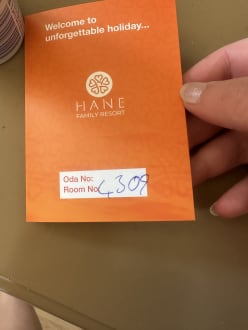 Welcome to
unforgettable holiday...
HANE
FAMILY RESORT
Oda No:
Room No: 4309